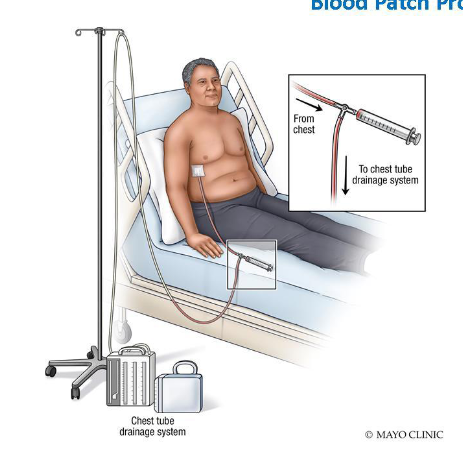 Blood Patch Pro
From
chest
To chest tube
drainage system
Chest tube
drainage system
© MAYO CLINIC